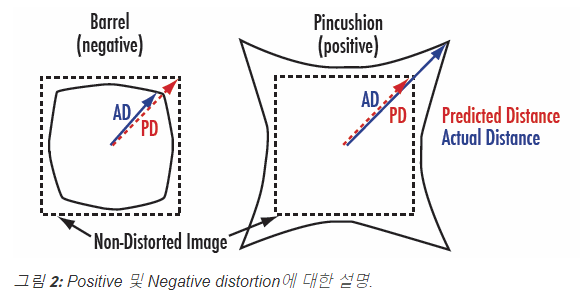 Barrel
(negative)
Pincushion
(positive)
AD
PD
AD
PD
Predicted Distance
Actual Distance
Non-Distorted Image
그림 2: Positive 및 Negative distortion에 대한 설명.